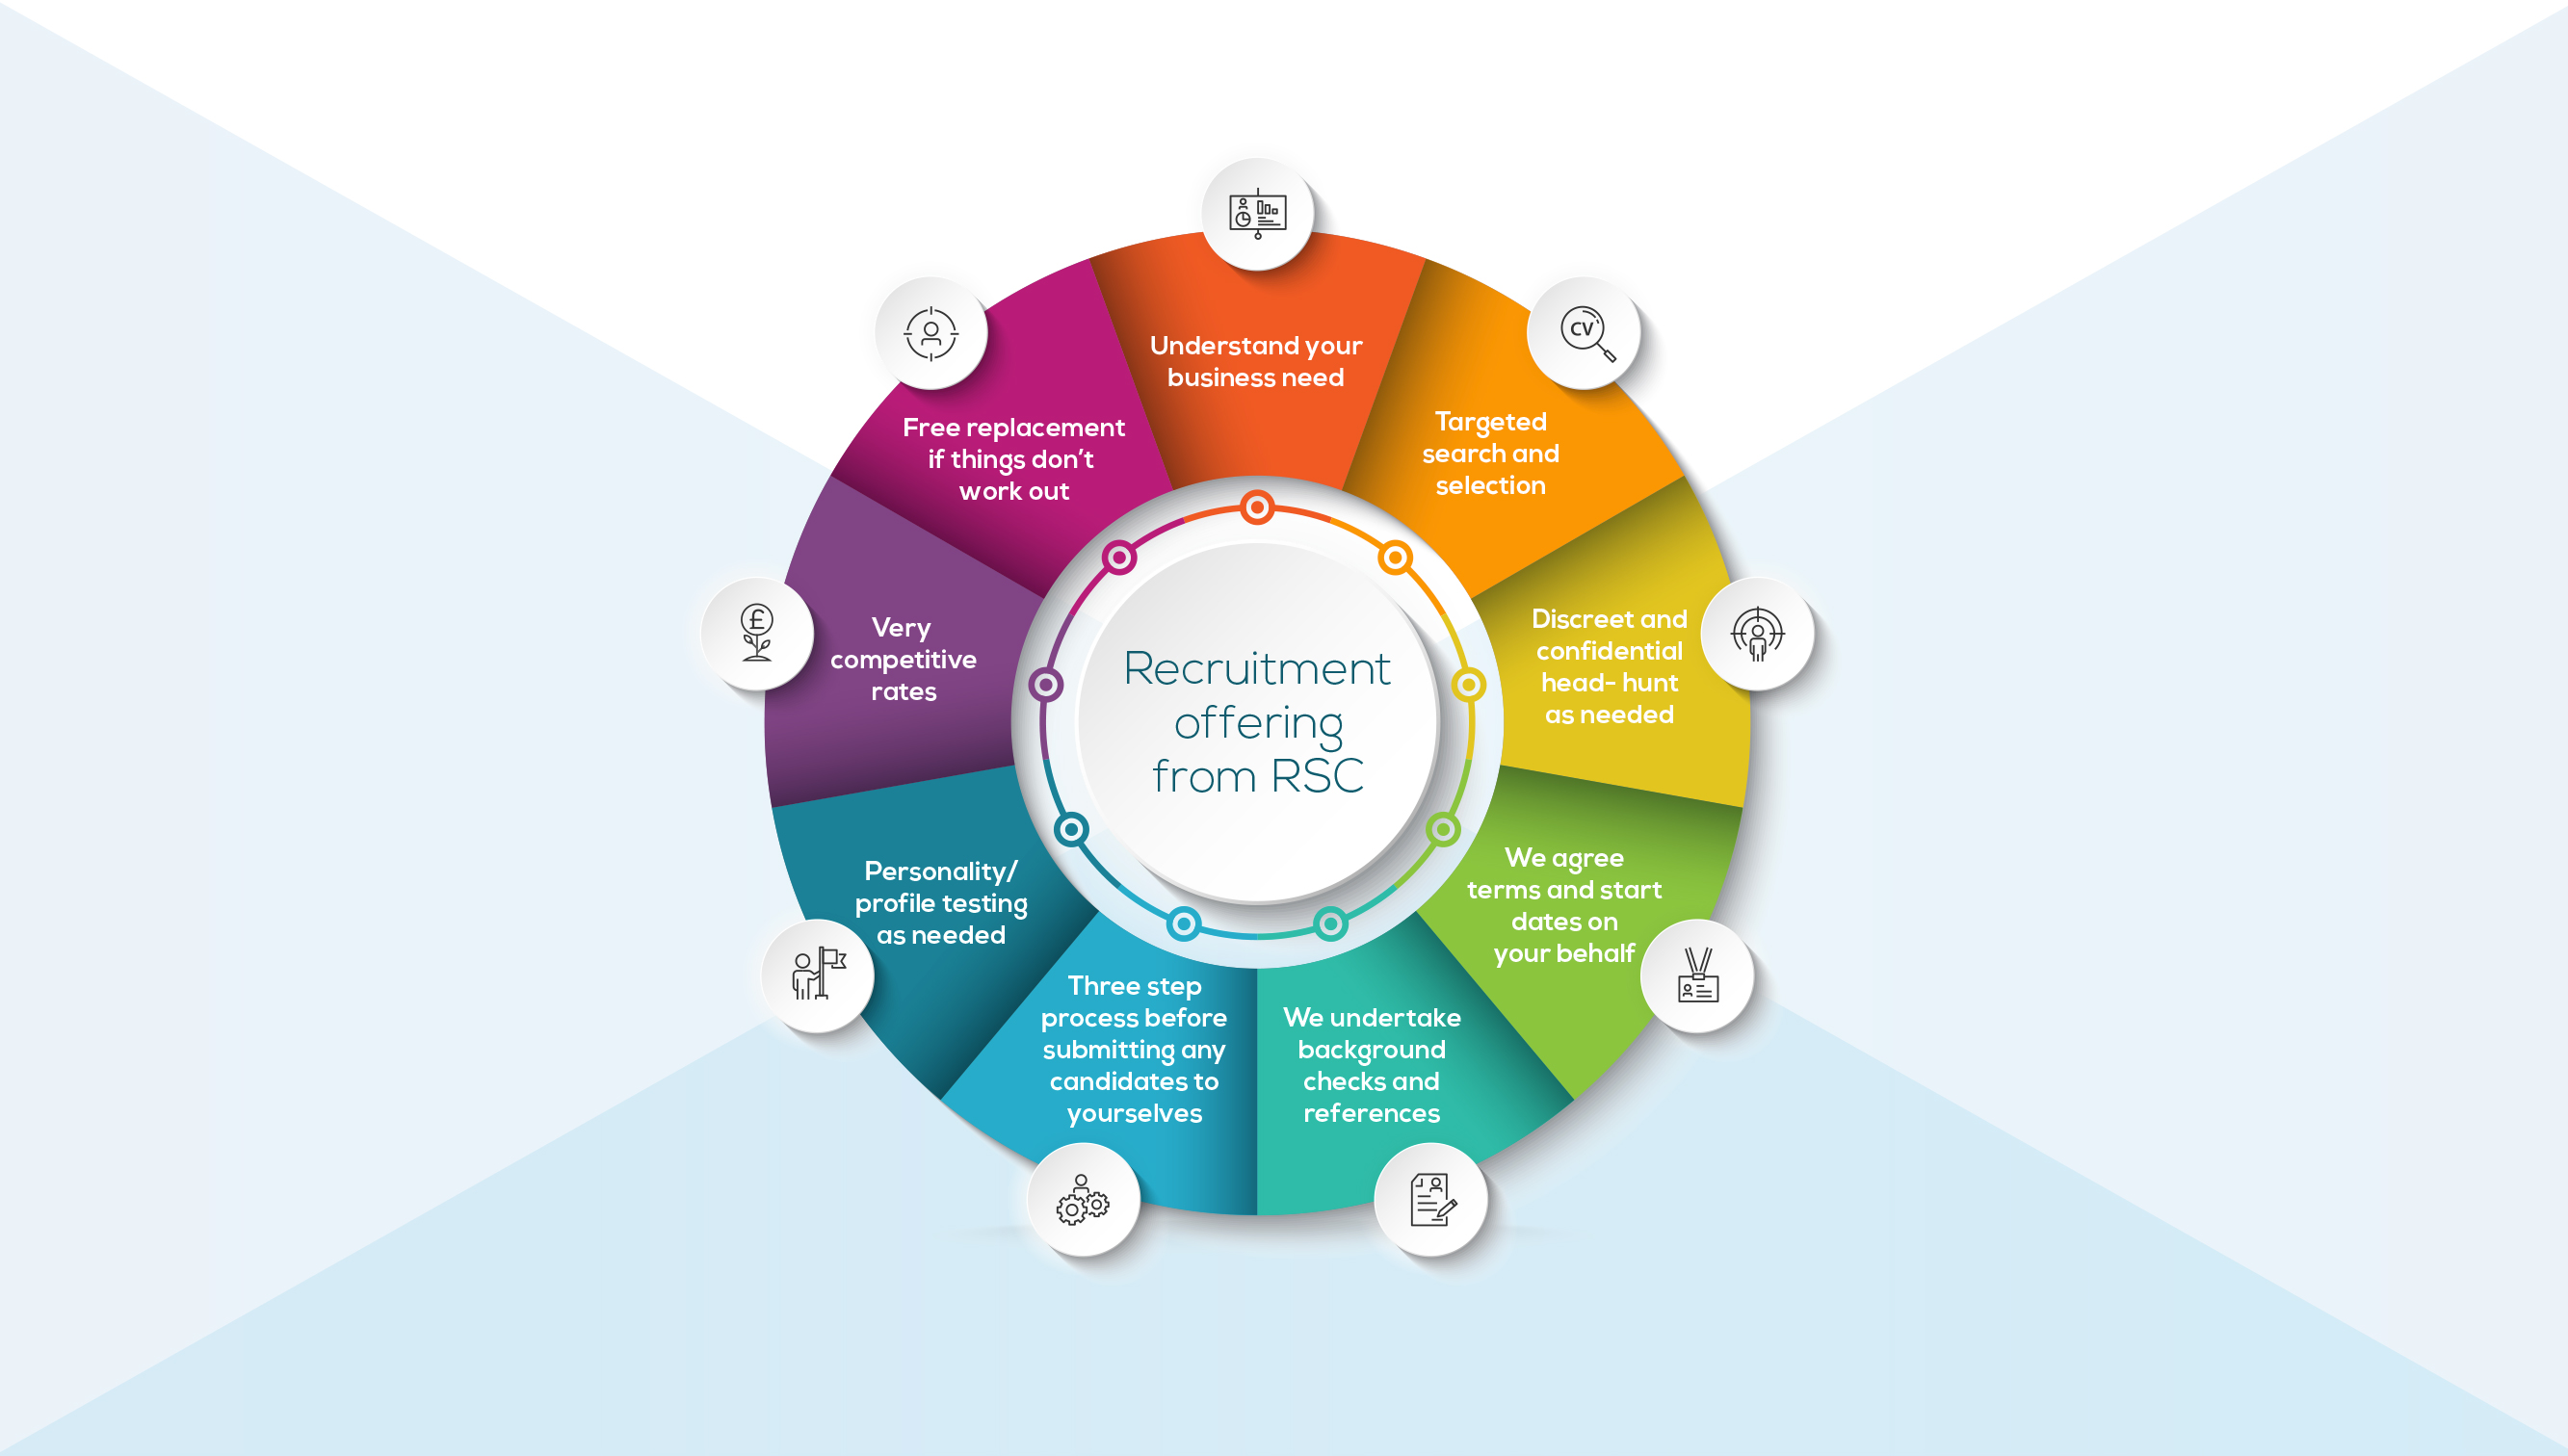 Understand your
business need
Targeted
search and
selection
Discreet and
confidential
head- hunt
as needed
We agree
terms and start
dates on
your behalf
We undertake
background
checks and
references
Three step
process before
submitting any
candidates to
yourselves
Personality/
profile testing
as needed
Very
competitive
rates
Free replacement
if things don’t
work out
Recruitment
offering
from RSC
CV
£